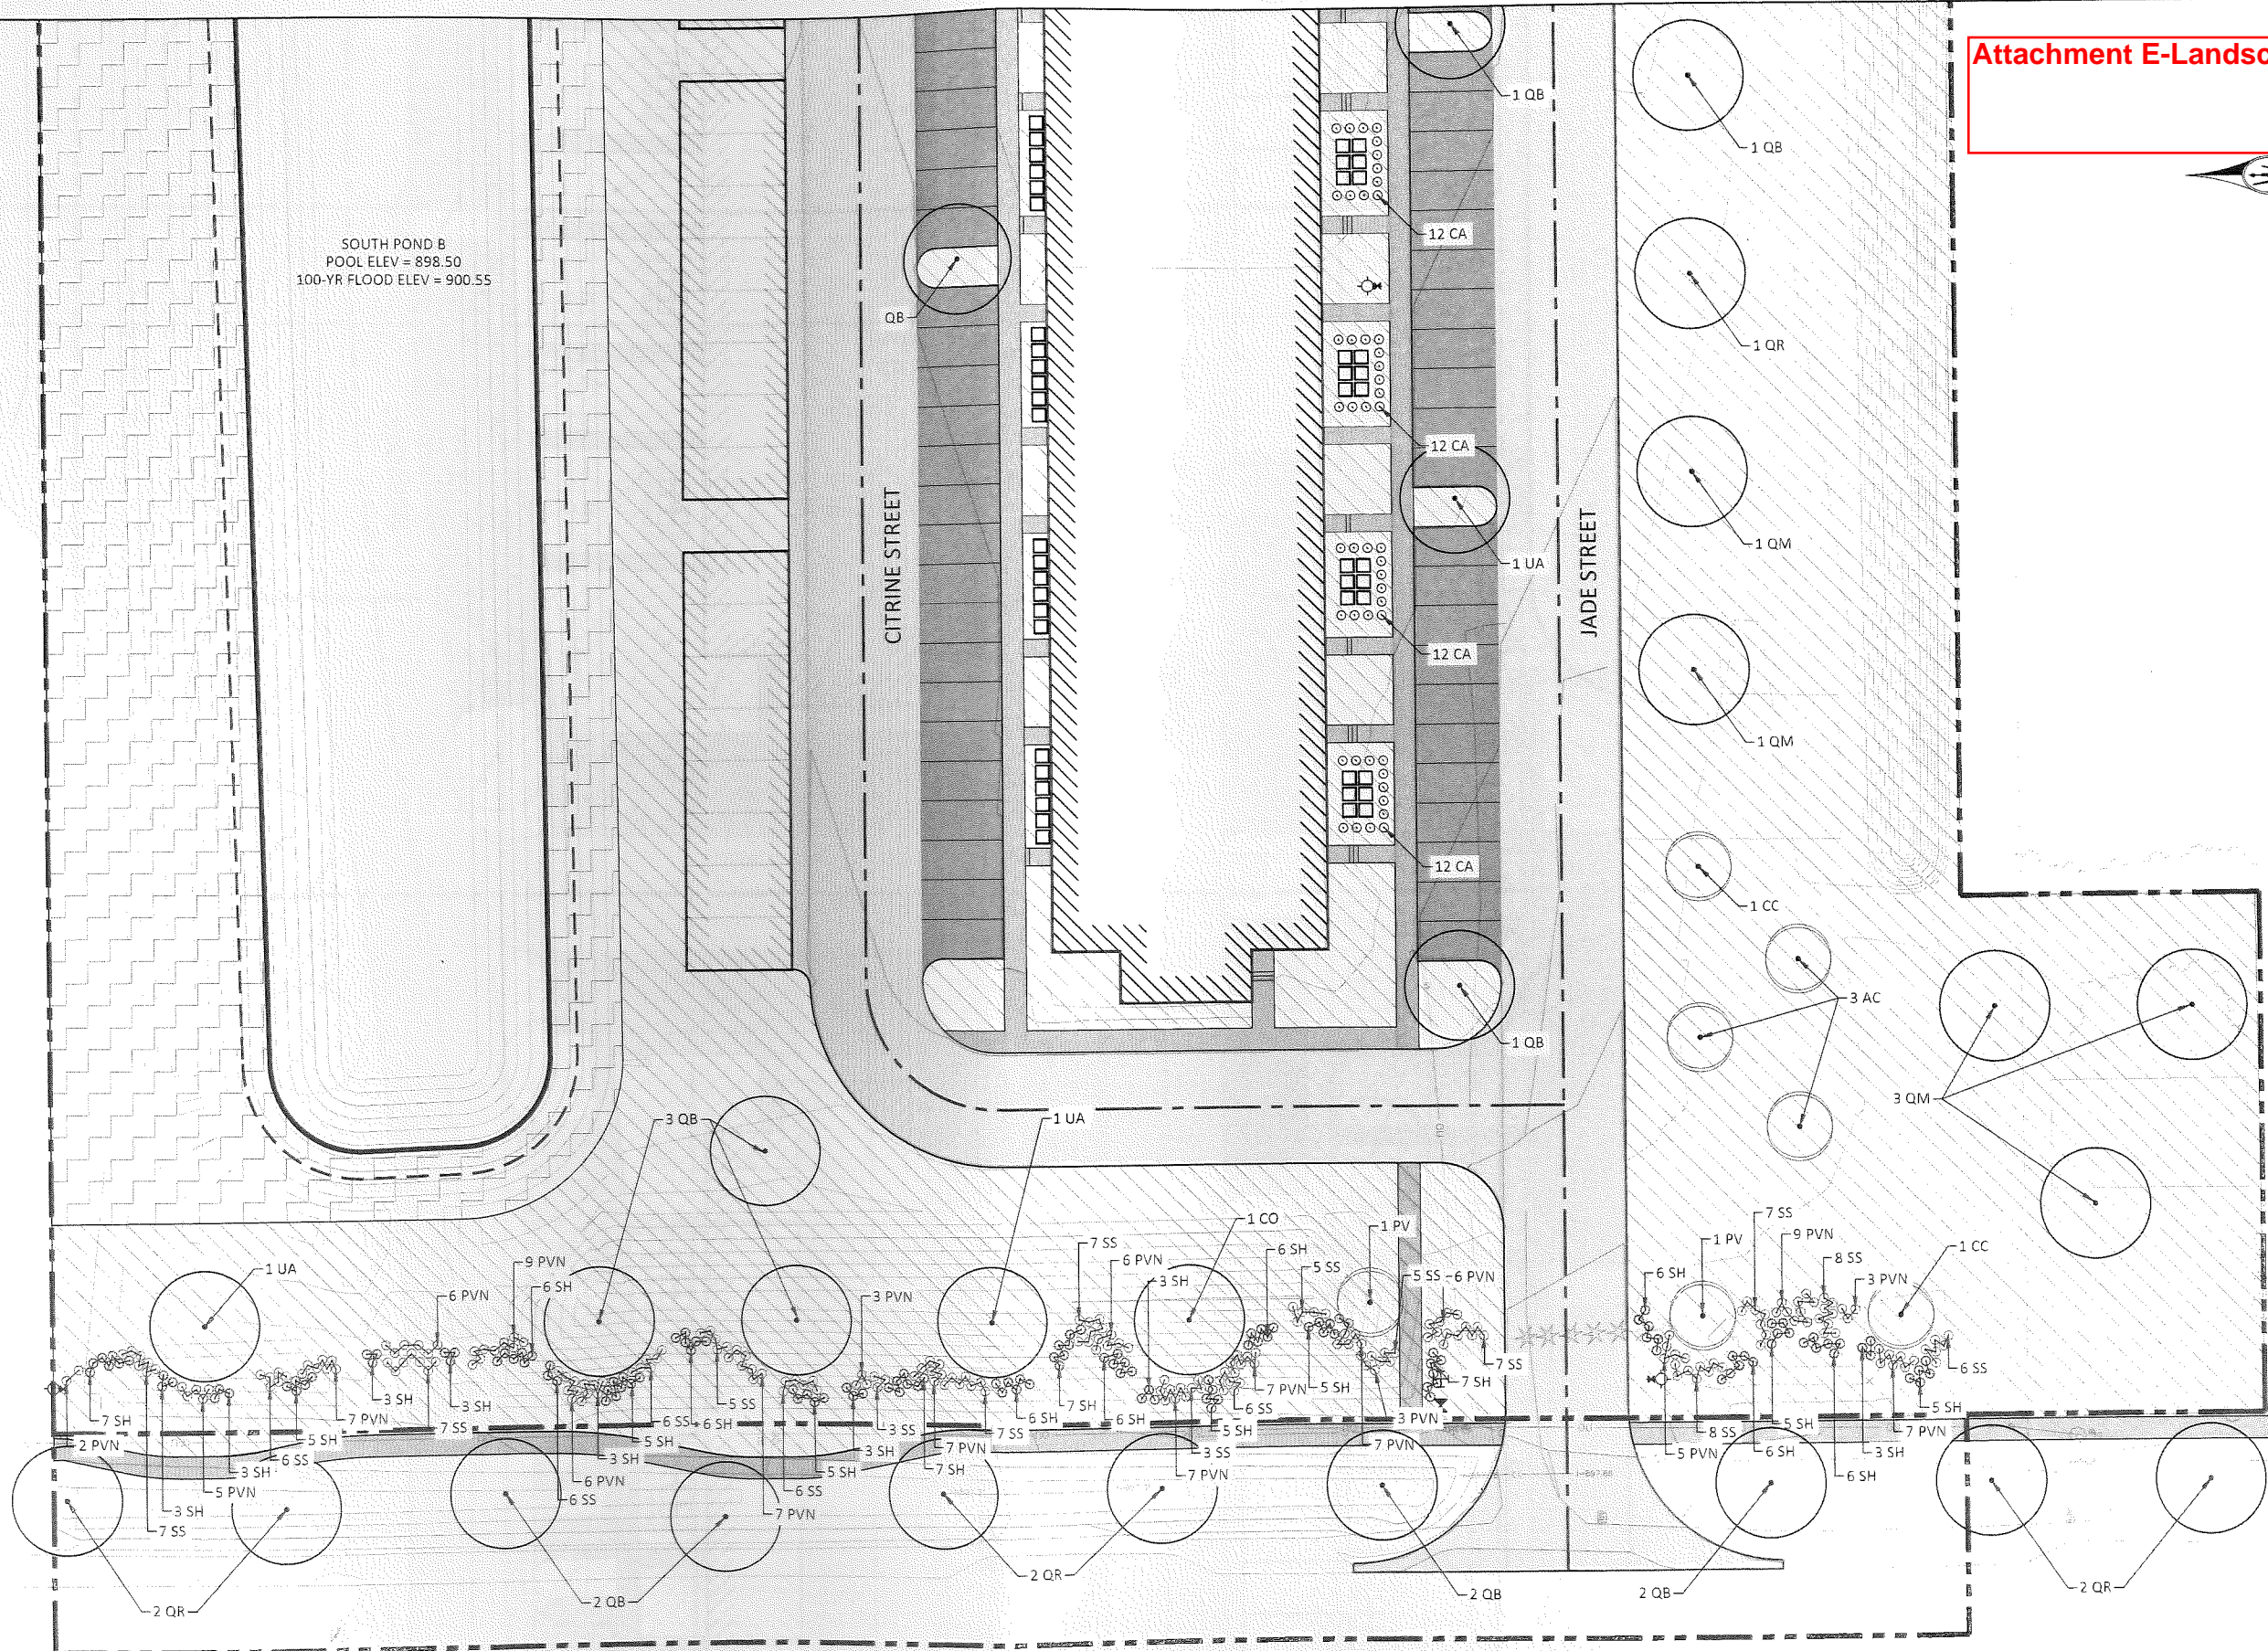 Attachment E-Landsc
1 QB
1 QB
SOUTH POND B
POOL ELEV = 898.50
100-YR FLOOD ELEV = 900.55
12 CA
QB
1 QR
12 CA
CITRINE STREET
JADE STREET
1 QM
1 UA
12 CA
1 QM
12 CA
1 CC
3 AC
1 QB
3 QM
3 QB
1 UA
1 UA
9 PVN
6 SH
6 PVN
3 PVN
7 SS
6 PVN
3 SH
1 CO
6 SH
5 SS
1 PV
5 SS
6 PVN
6 SH
1 PV
7 SS
9 PVN
8 SS
3 PVN
1 CC
7 SH
2 PVN
3 SH
3 SH
7 PVN
7 SS
5 SH
6 SS
3 SH
5 PVN
3 SH
7 SS
5 SS
6 SS
6 SH
5 SH
3 SH
6 PVN
6 SS
3 SS
3 SH
5 SH
6 SS
7 PVN
7 SS
6 SH
7 PVN
7 SH
7 SH
6 SH
7 PVN
5 SH
6 SS
5 SH
3 SS
7 PVN
7 SS
7 SH
3 PVN
7 PVN
6 SS
5 SH
7 PVN
5 SH
8 SS
5 PVN
6 SH
3 SH
6 SH
2 QR
2 QB
2 QR
2 QB
2 QB
2 QR